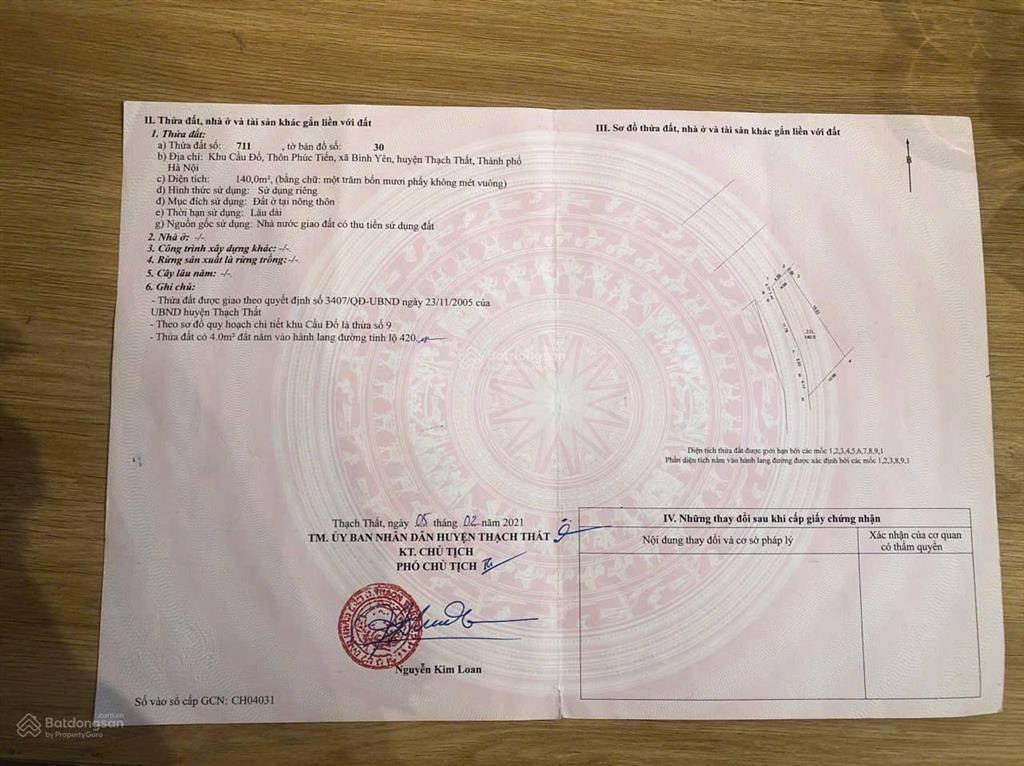 II. Thửa đất, nhà ở và tài sản khác gắn liền với đất
1. Thửa đất:
a) Thửa đất số: 711 , tờ bản đồ số: 30
b) Địa chỉ: Khu Cầu Đồ, Thôn Phúc Tiến, xã Bình Yên, huyện Thạch Thất, Thành phố
Hà Nội
c) Diện tích: 140,0m², (bằng chữ: một trăm bốn mươi phẩy không mét vuông)
d) Hình thức sử dụng: Sử dụng riêng
đ) Mục đích sử dụng: Đất ở tại nông thôn
e) Thời hạn sử dụng: Lâu dài
g) Nguồn gốc sử dụng: Nhà nước giao đất có thu tiền sử dụng đất
2. Nhà ở: -/-
3. Công trình xây dựng khác: -/-
4. Rừng sản xuất là rừng trồng:-/-
5. Cây lâu năm: -/-
6. Ghi chú:
- Thửa đất được giao theo quyết định số 3407/QĐ-UBND ngày 23/11/2005 của
UBND huyện Thạch Thất
- Theo sơ đồ quy hoạch chi tiết khu Cầu Đồ là thửa số 9
- Thửa đất có 4.0m² đất nằm vào hành lang đường tỉnh lộ 420.
Thạch Thất, ngày 05 tháng 02 năm 2021
TM. ỦY BAN NHÂN DÂN HUYỆN THẠCH THẤT
KT. CHỦ TỊCH
PHÓ CHỦ TỊCH
Nguyễn Kim Loan
Số vào sổ cấp GCN: CH04031
III. Sơ đồ thửa đất, nhà ở và tài sản khác gắn liền với đất
B
711
140.0
Diện tích thửa đất được giới hạn bởi các mốc 1,2,3,4,5,6,7,8,9,1
Phần diện tích nằm vào hành lang đường được xác định bởi các mốc 1,2,3,8,9,1
IV. Những thay đổi sau khi cấp giấy chứng nhận
Nội dung thay đổi và cơ sở pháp lý
Xác nhận của cơ quan
có thẩm quyền
Batdongsan
.com.vn
by PropertyGuru
Batdongsan